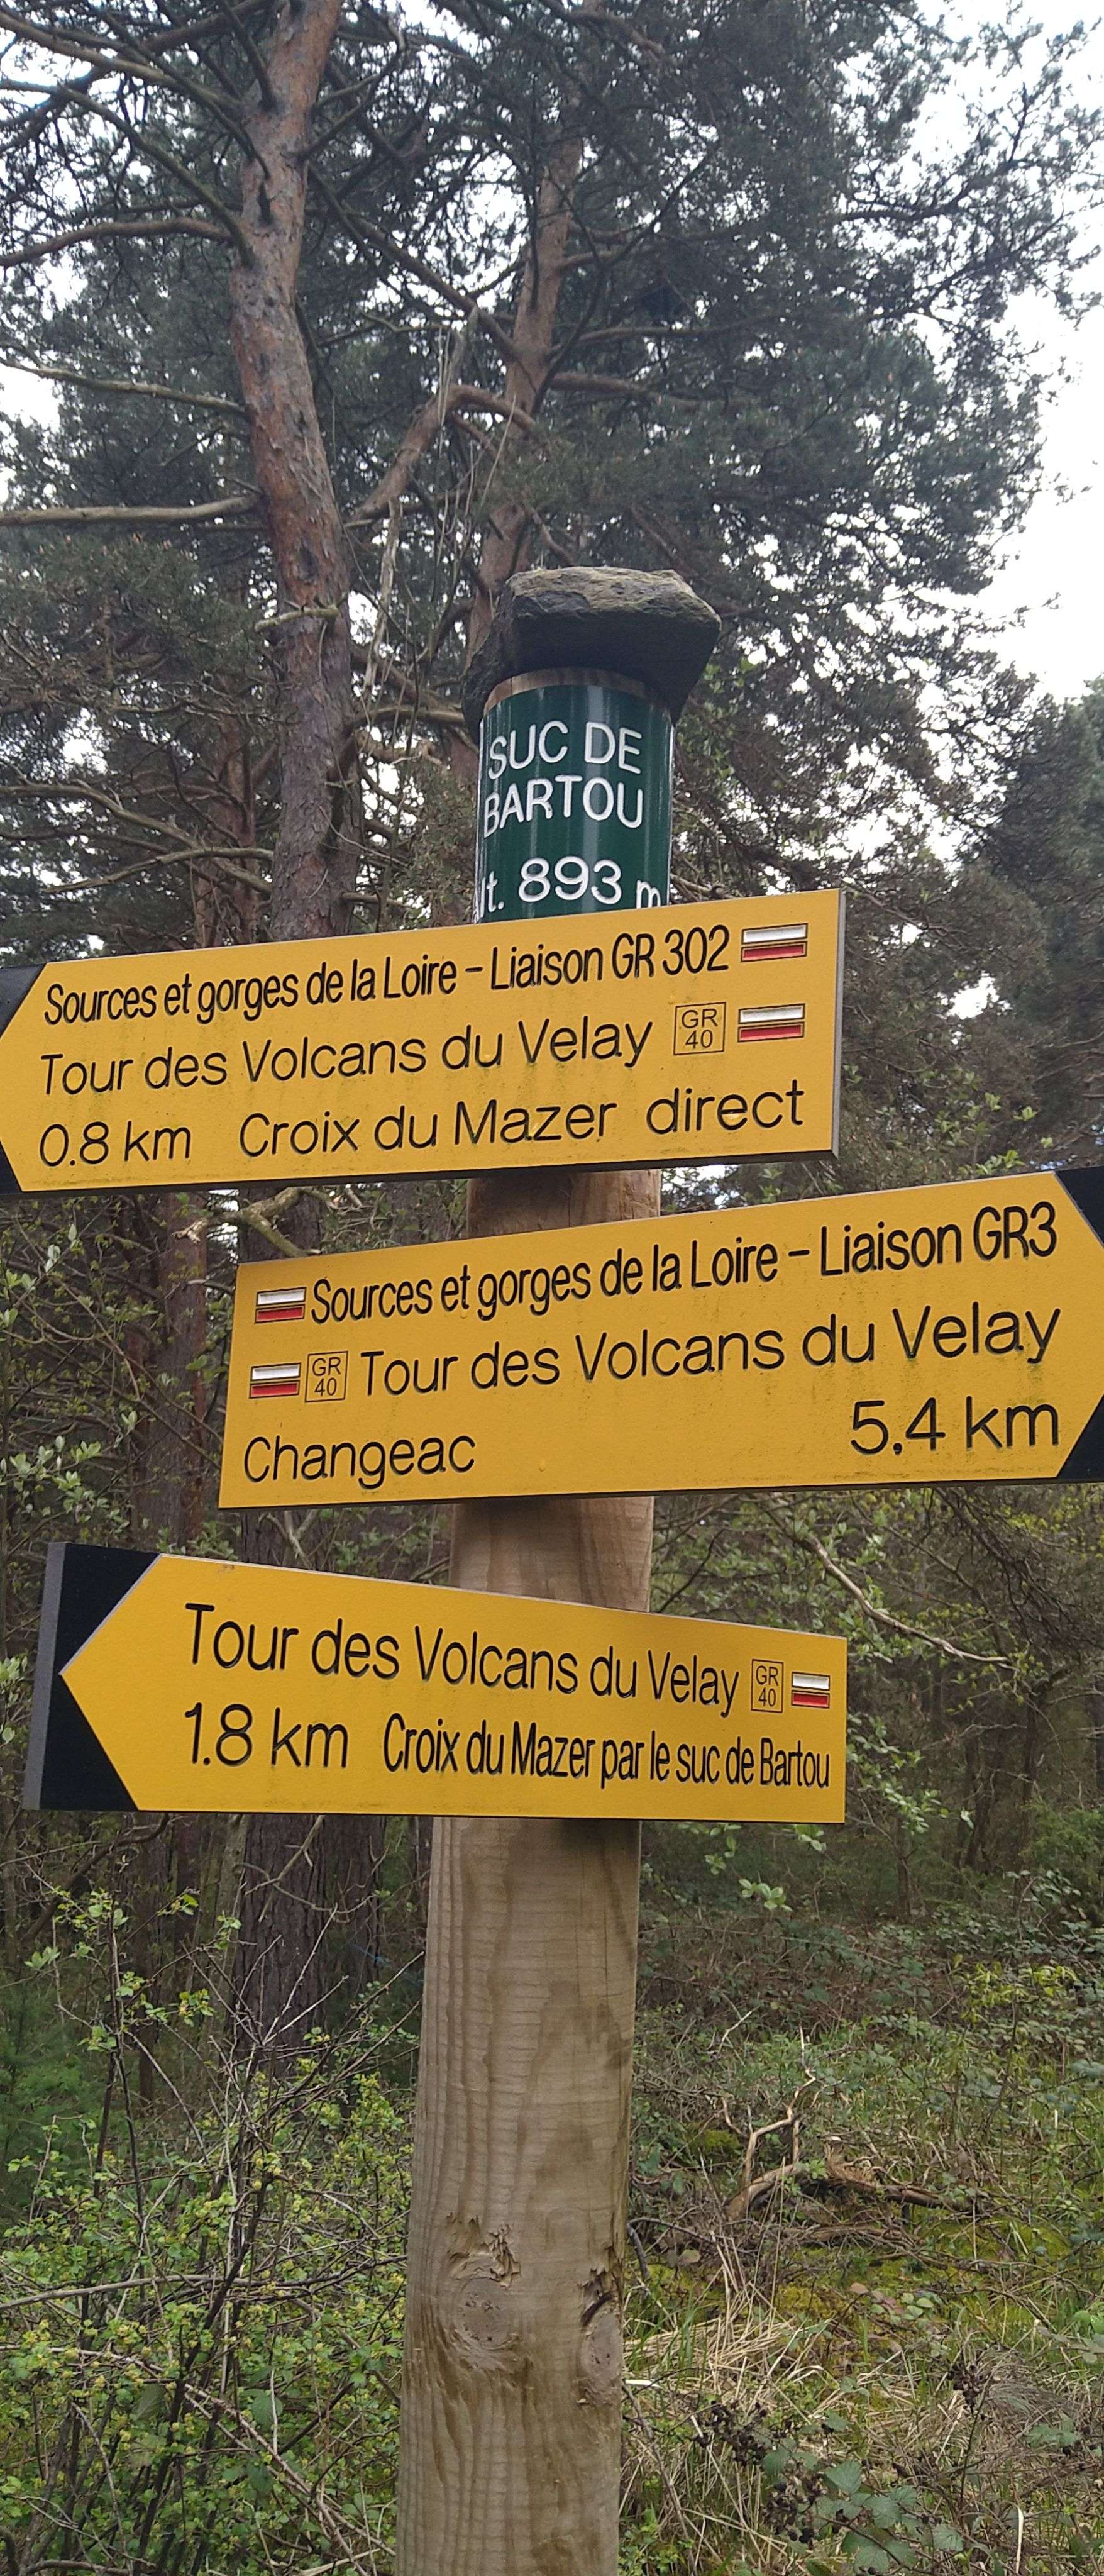 SUC DE
BARTOU
lt. 893 m
Sources et gorges de la Loire – Liaison GR 302
Tour des Volcans du Velay GR 40
0.8 km Croix du Mazer direct
Sources et gorges de la Loire – Liaison GR3
GR 40 Tour des Volcans du Velay
Changeac 5,4 km
Tour des Volcans du Velay GR 40
1.8 km Croix du Mazer par le suc de Bartou